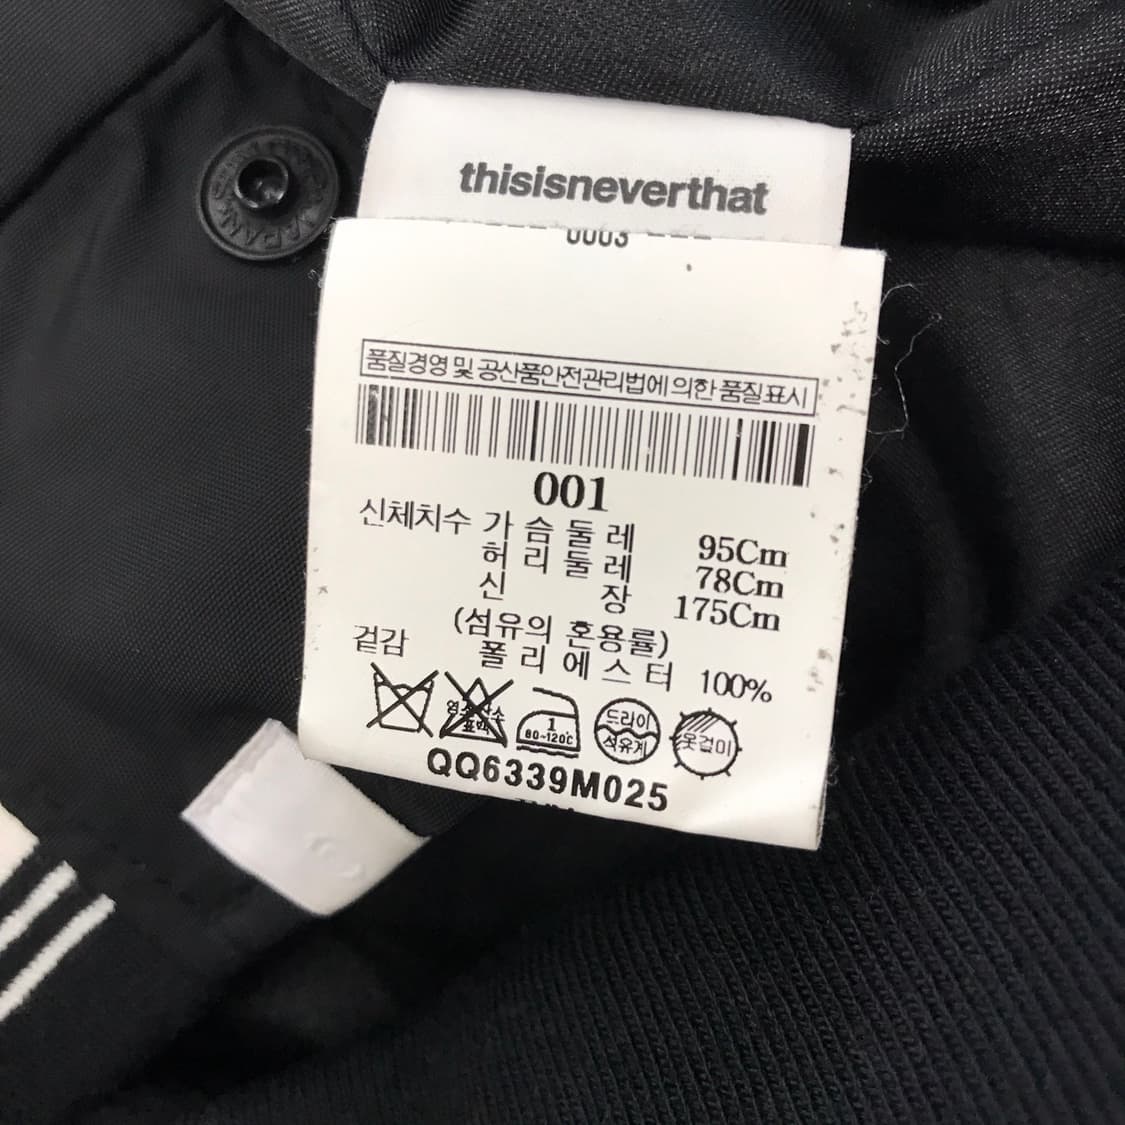 thisisneverthat
0003
품질경영 및 공산품안전관리법에 의한 품질표시
001
신체치수 가슴둘레 95Cm
허리둘레 78Cm
신장 175Cm
(섬유의 혼용률)
겉감 폴리에스터 100%
1
80~120C
드라이
석유계
옷걸이
QQ6339M025